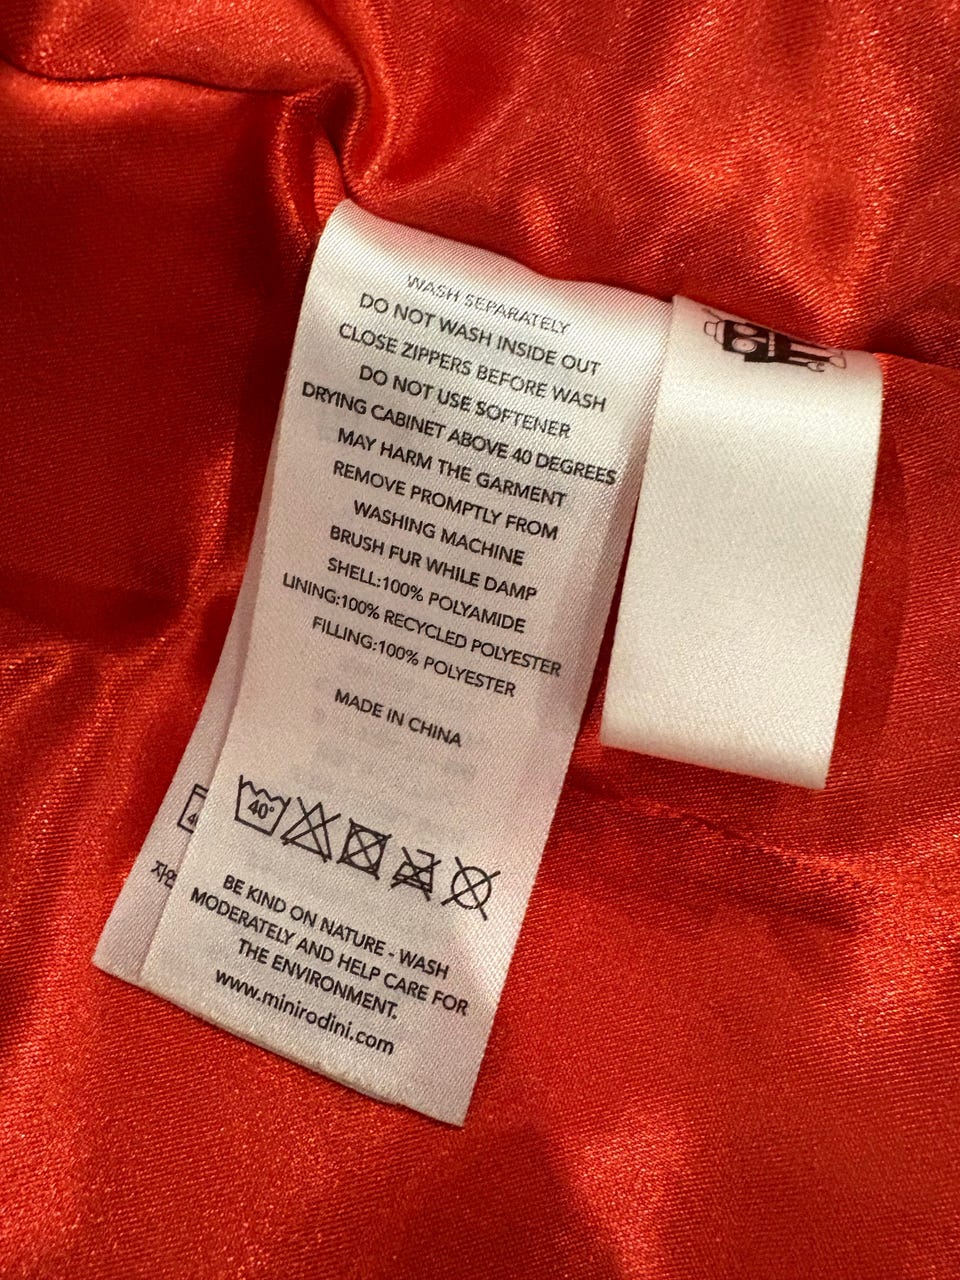 WASH SEPARATELY
DO NOT WASH INSIDE OUT
CLOSE ZIPPERS BEFORE WASH
DO NOT USE SOFTENER
DRYING CABINET ABOVE 40 DEGREES
MAY HARM THE GARMENT
REMOVE PROMPTLY FROM
WASHING MACHINE
BRUSH FUR WHILE DAMP
SHELL:100% POLYAMIDE
LINING:100% RECYCLED POLYESTER
FILLING:100% POLYESTER
MADE IN CHINA
40°
BE KIND ON NATURE - WASH
MODERATELY AND HELP CARE FOR
THE ENVIRONMENT.
www.minirodini.com